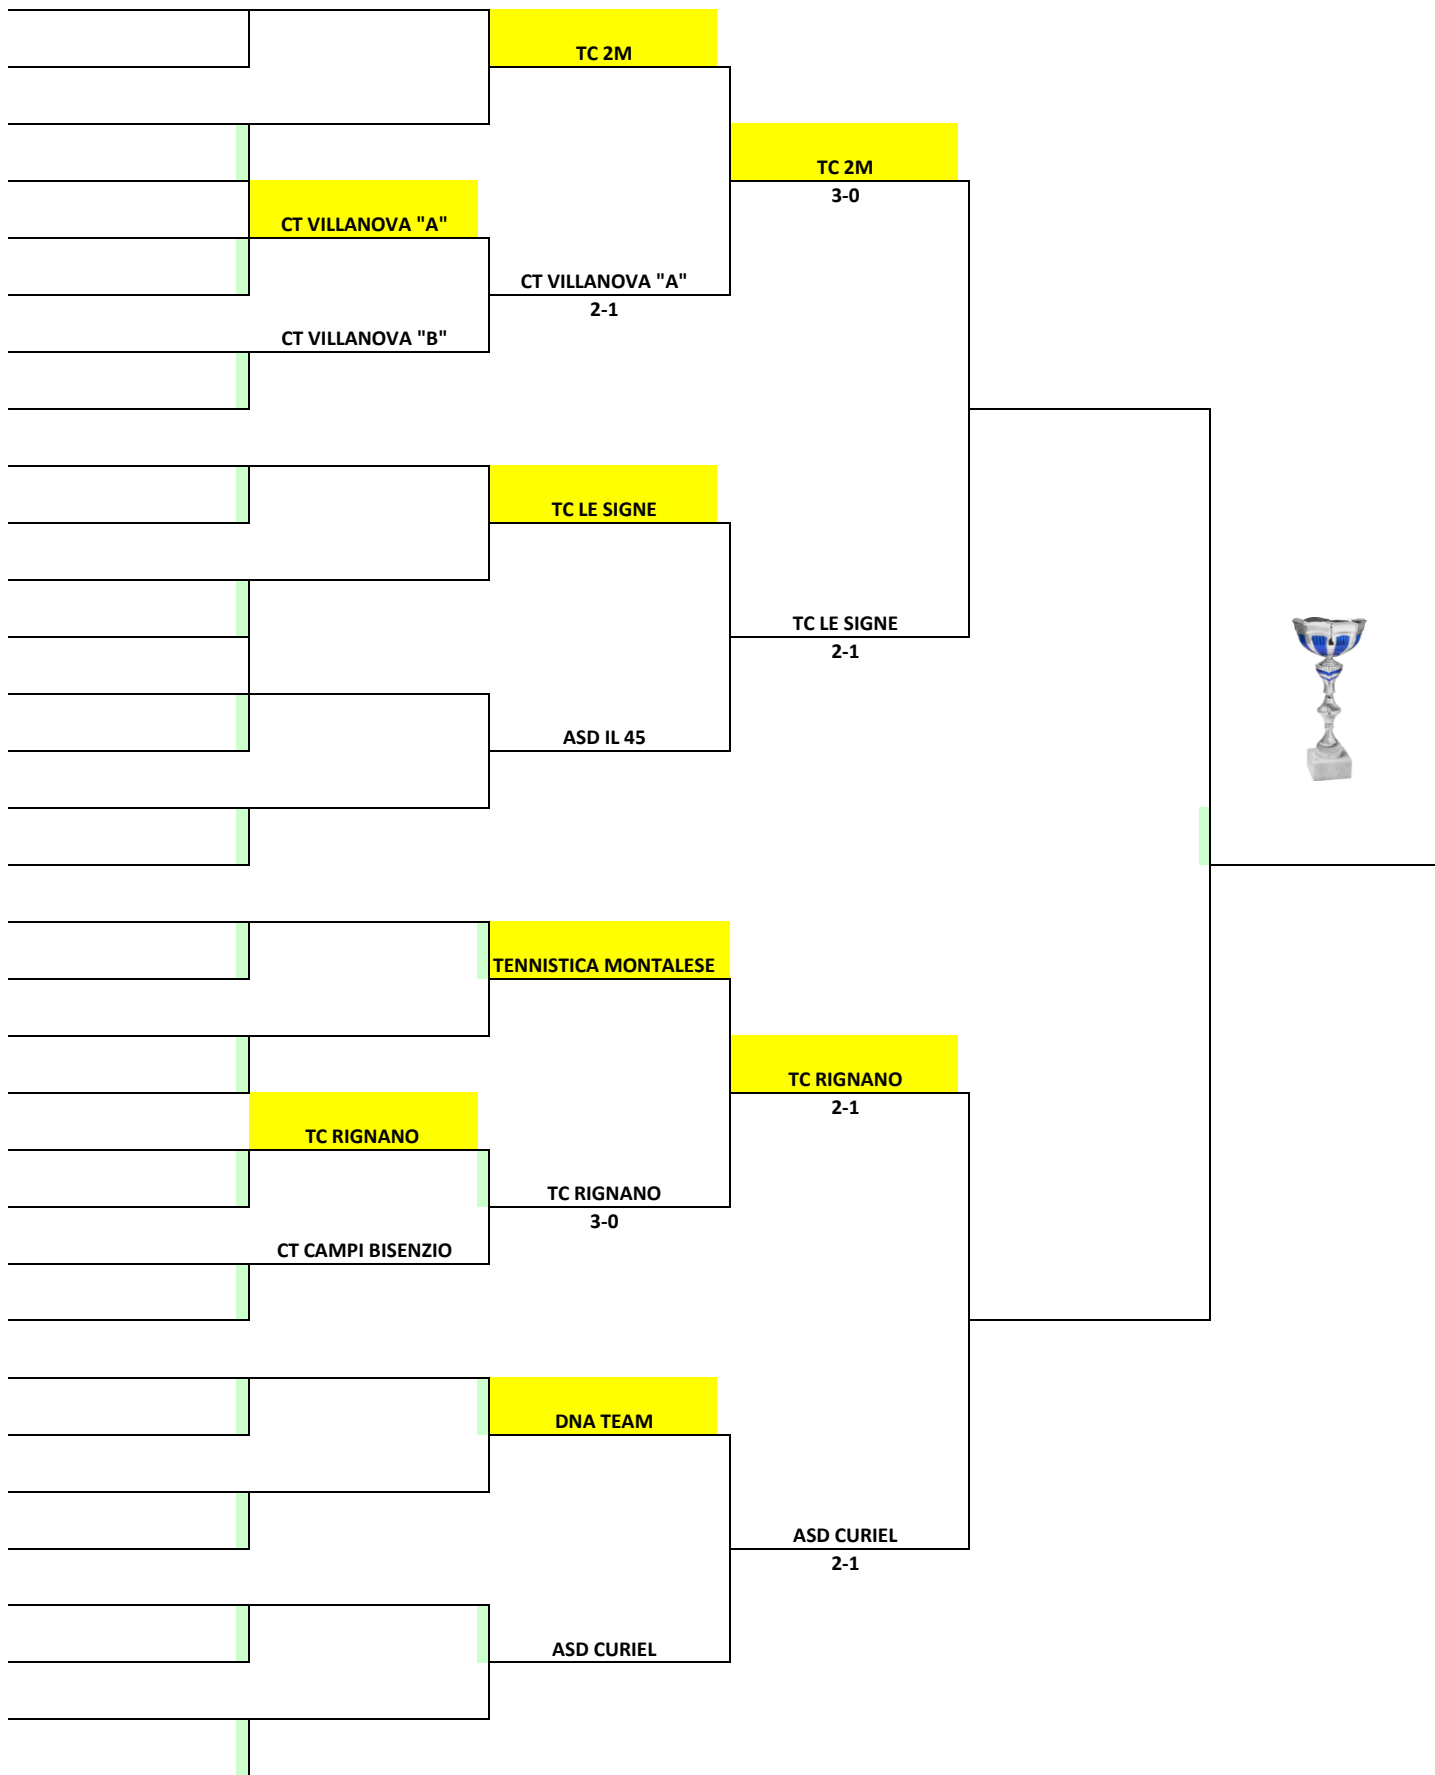 TC 2M
TC 2M
3-0
CT VILLANOVA "A"
CT VILLANOVA "A"
2-1
CT VILLANOVA "B"
TC LE SIGNE
TC LE SIGNE
2-1
ASD IL 45
TENNISTICA MONTALESE
TC RIGNANO
2-1
TC RIGNANO
TC RIGNANO
3-0
CT CAMPI BISENZIO
DNA TEAM
ASD CURIEL
2-1
ASD CURIEL